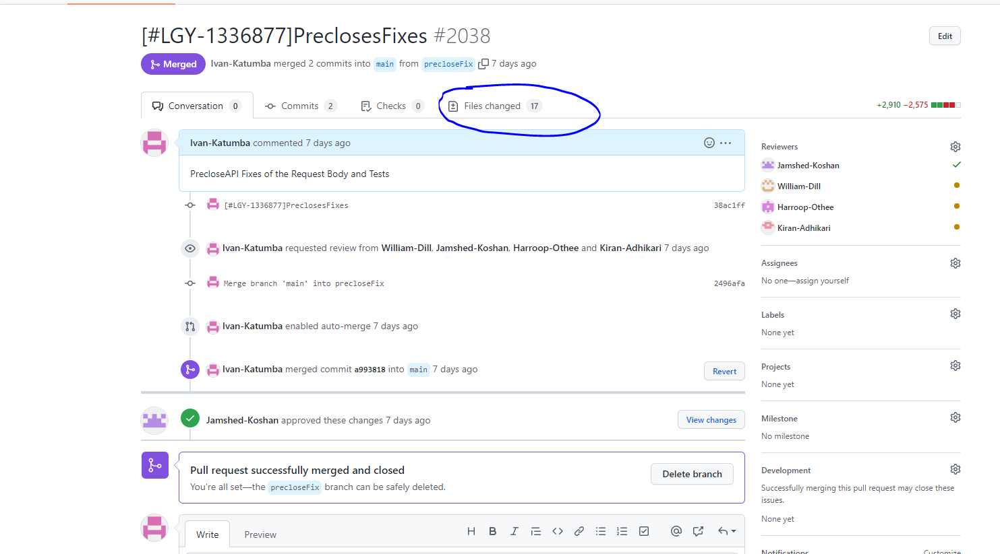 [#LGY-1336877]PreclosesFixes #2038
Edit
Merged Ivan-Katumba merged 2 commits into main from precloseFix 7 days ago
Conversation 0 Commits 2 Checks 0 Files changed 17 +2,910 −2,575
Ivan-Katumba commented 7 days ago
PrecloseAPI Fixes of the Request Body and Tests
[#LGY-1336877]PreclosesFixes 38ac1ff
Ivan-Katumba requested review from William-Dill, Jamshed-Koshan, Harroop-Othee and Kiran-Adhikari 7 days ago
Merge branch 'main' into precloseFix 2496afa
Ivan-Katumba enabled auto-merge 7 days ago
Ivan-Katumba merged commit a993818 into main 7 days ago
Revert
Jamshed-Koshan approved these changes 7 days ago
View changes
Pull request successfully merged and closed
You're all set—the precloseFix branch can be safely deleted.
Delete branch
Write Preview
Reviewers
Jamshed-Koshan
William-Dill
Harroop-Othee
Kiran-Adhikari
Assignees
No one—assign yourself
Labels
None yet
Projects
None yet
Milestone
No milestone
Development
Successfully merging this pull request may close these
issues.
None yet
Notifications Customize